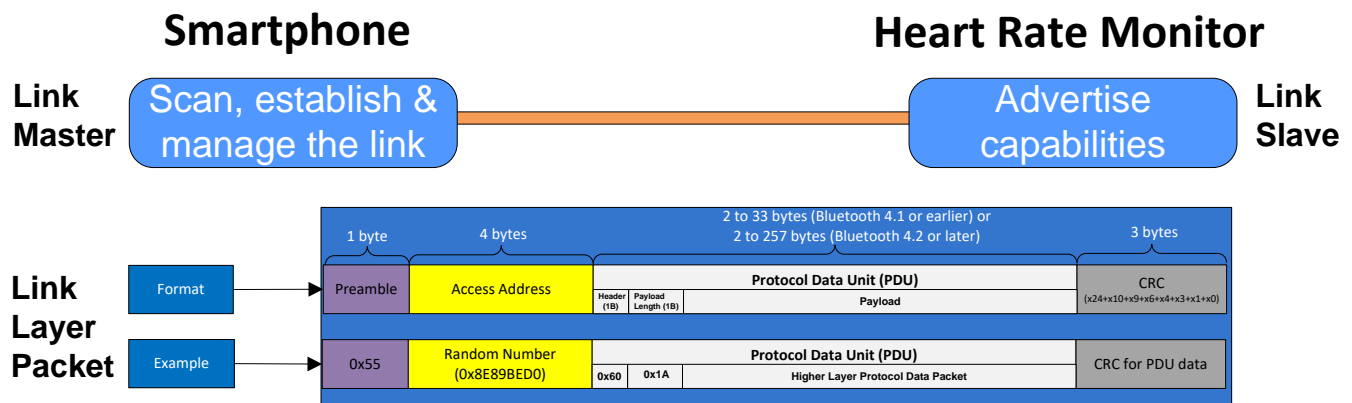 Smartphone
Heart Rate Monitor
Link
Master
Scan, establish &
manage the link
Advertise
capabilities
Link
Slave
2 to 33 bytes (Bluetooth 4.1 or earlier) or
2 to 257 bytes (Bluetooth 4.2 or later)
1 byte
4 bytes
3 bytes
Link
Layer
Packet
Format
Preamble
Access Address
Protocol Data Unit (PDU)
Header
(1B)
Payload
Length (1B)
Payload
CRC
(x24+x10+x9+x6+x4+x3+x1+x0)
Example
0x55
Random Number
(0x8E89BED0)
Protocol Data Unit (PDU)
0x60
0x1A
Higher Layer Protocol Data Packet
CRC for PDU data